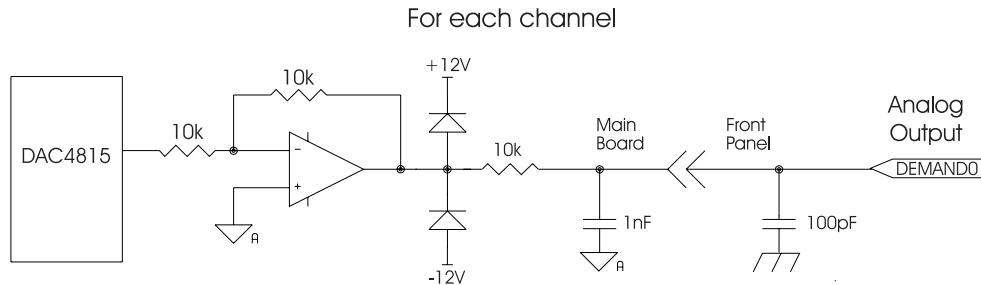 For each channel
+12V
10k
10k
DAC4815
−
+
A
10k
-12V
Main
Board
Front
Panel
1nF
A
100pF
Analog
Output
DEMAND0